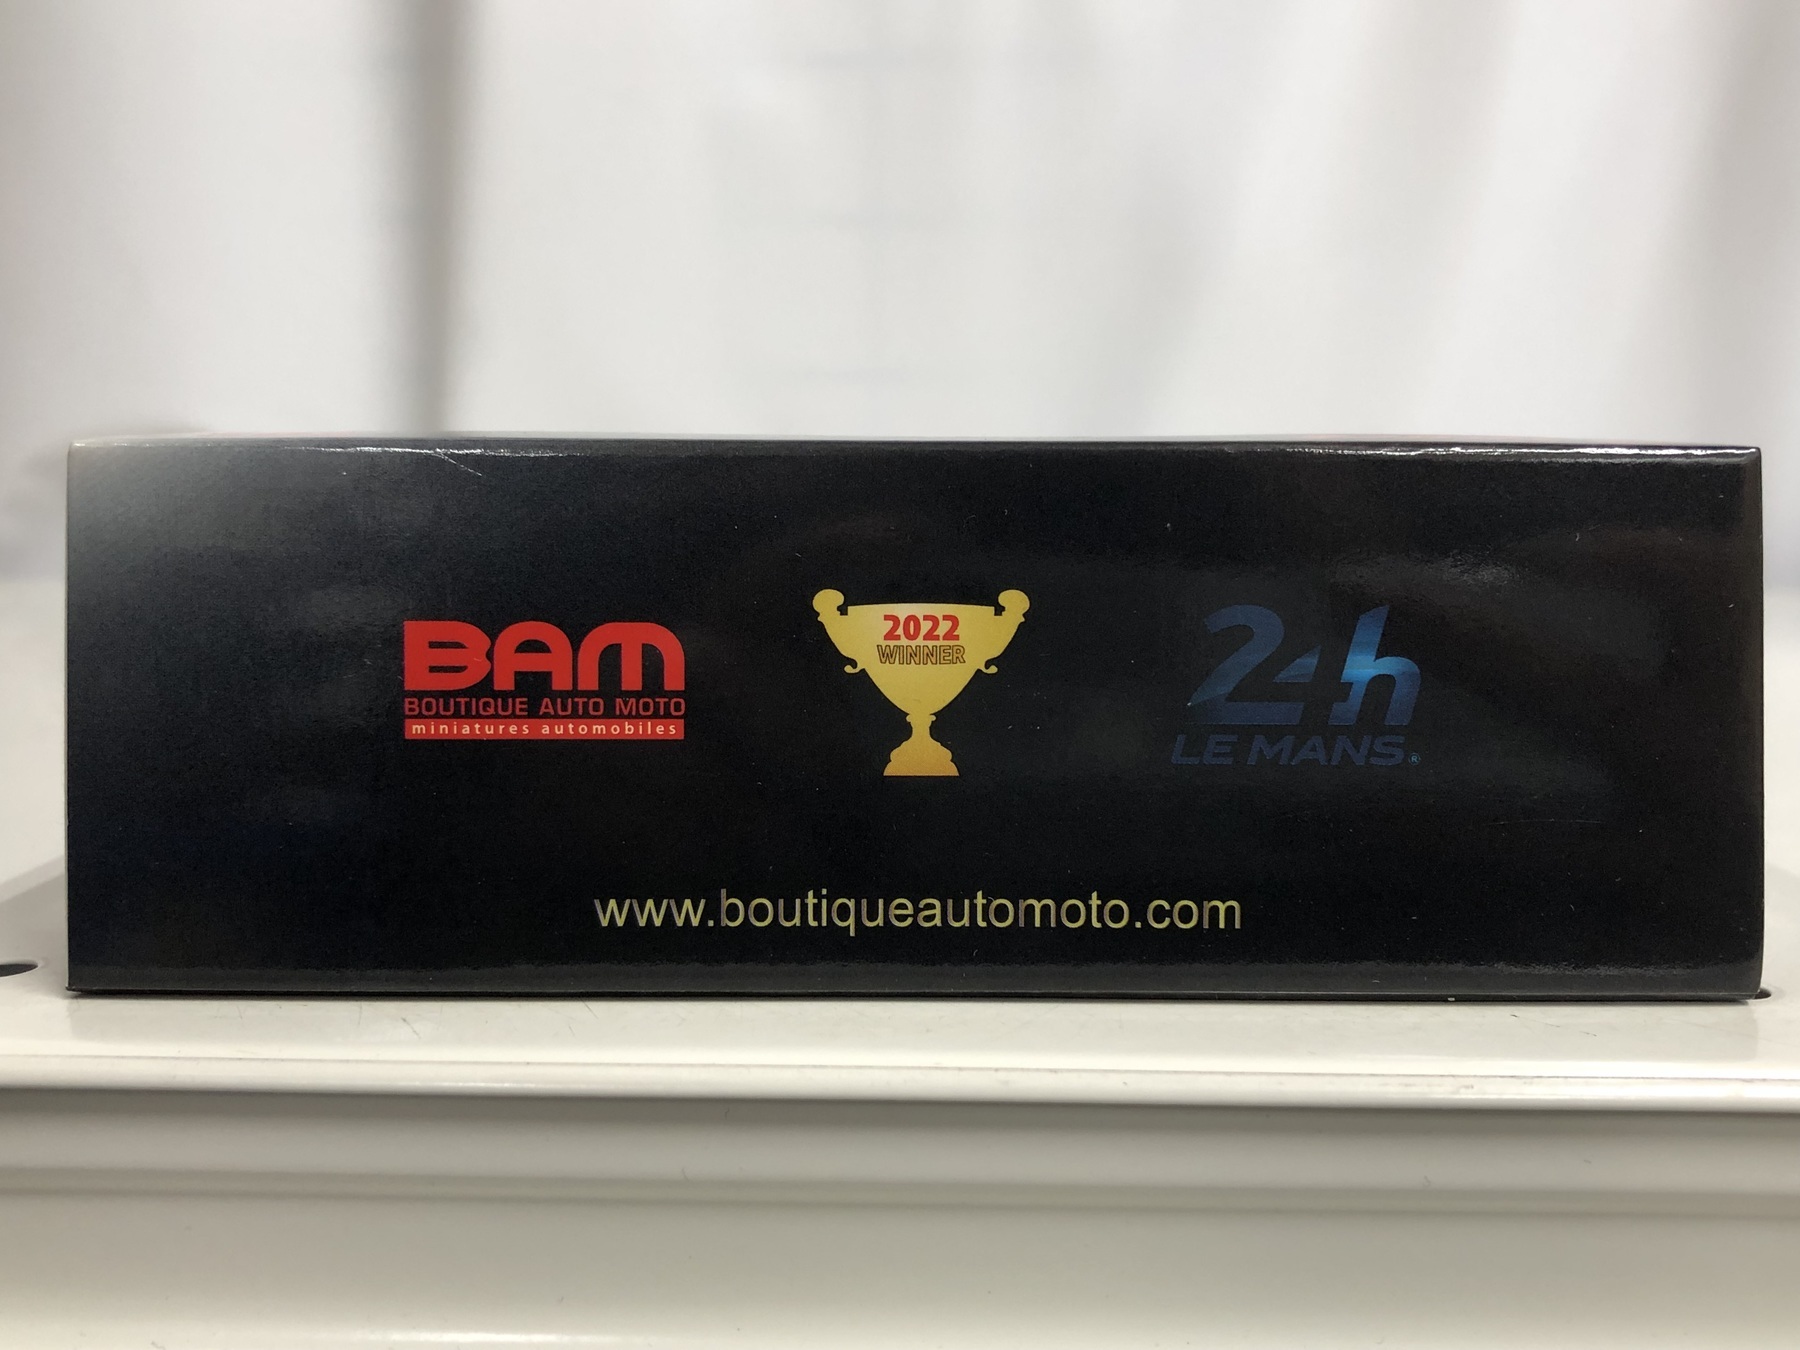 BAM
BOUTIQUE AUTO MOTO
miniatures automobiles
2022
WINNER
24h
LE MANS®
www.boutiqueautomoto.com